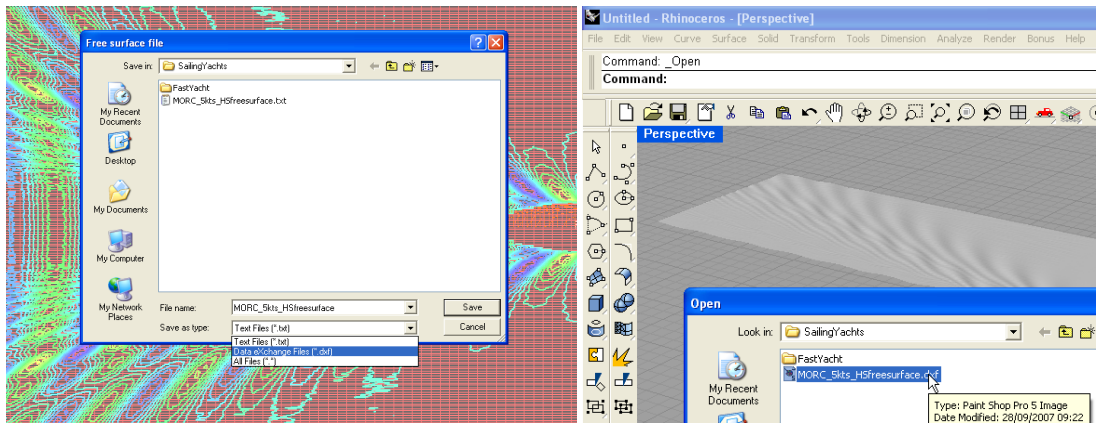 Free surface file
Save in:
SailingYachts
FastYacht
MORC_5kts_HSfreesurface.txt
My Recent
Documents
Desktop
My Documents
My Computer
My Network
Places
File name:
MORC_5kts_HSfreesurface
Save
Save as type:
Text Files (*.txt)
Cancel
Text Files (*.txt)
Data eXchange Files (*.dxf)
All Files (*.*)
Untitled - Rhinoceros - [Perspective]
File Edit View Curve Surface Solid Transform Tools Dimension Analyze Render Bonus Help
Command: _Open
Command:
Perspective
Open
Look in:
SailingYachts
FastYacht
MORC_5kts_HSfreesurface.dxf
My Recent
Documents
Type: Paint Shop Pro 5 Image
Date Modified: 28/09/2007 09:22